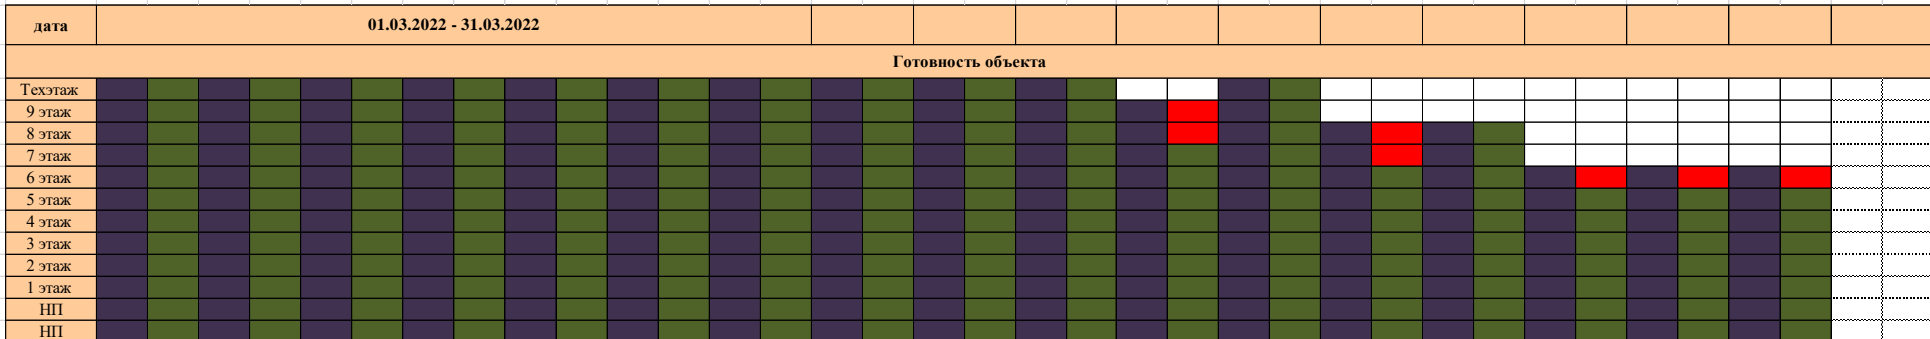 дата
01.03.2022 - 31.03.2022
Готовность объекта
Техэтаж
9 этаж
8 этаж
7 этаж
6 этаж
5 этаж
4 этаж
3 этаж
2 этаж
1 этаж
НП
НП